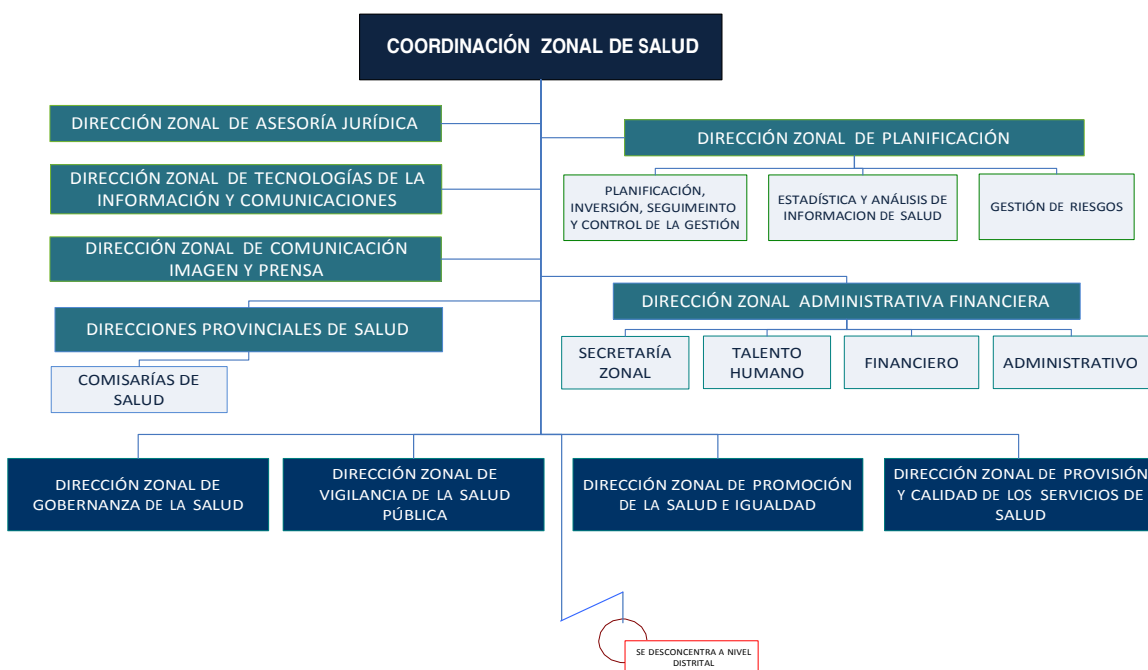 COORDINACIÓN ZONAL DE SALUD
DIRECCIÓN ZONAL DE ASESORÍA JURÍDICA
DIRECCIÓN ZONAL DE TECNOLOGÍAS DE LA
INFORMACIÓN Y COMUNICACIONES
DIRECCIÓN ZONAL DE COMUNICACIÓN
IMAGEN Y PRENSA
DIRECCIONES PROVINCIALES DE SALUD
COMISARÍAS DE
SALUD
DIRECCIÓN ZONAL DE PLANIFICACIÓN
PLANIFICACIÓN,
INVERSIÓN, SEGUIMEINTO
Y CONTROL DE LA GESTIÓN
ESTADÍSTICA Y ANÁLISIS DE
INFORMACION DE SALUD
GESTIÓN DE RIESGOS
DIRECCIÓN ZONAL ADMINISTRATIVA FINANCIERA
SECRETARÍA
ZONAL
TALENTO
HUMANO
FINANCIERO
ADMINISTRATIVO
DIRECCIÓN ZONAL DE
GOBERNANZA DE LA SALUD
DIRECCIÓN ZONAL DE
VIGILANCIA DE LA SALUD
PÚBLICA
DIRECCIÓN ZONAL DE PROMOCIÓN
DE LA SALUD E IGUALDAD
DIRECCIÓN ZONAL DE PROVISIÓN
Y CALIDAD DE LOS SERVICIOS DE
SALUD
SE DESCONCENTRA A NIVEL
DISTRITAL